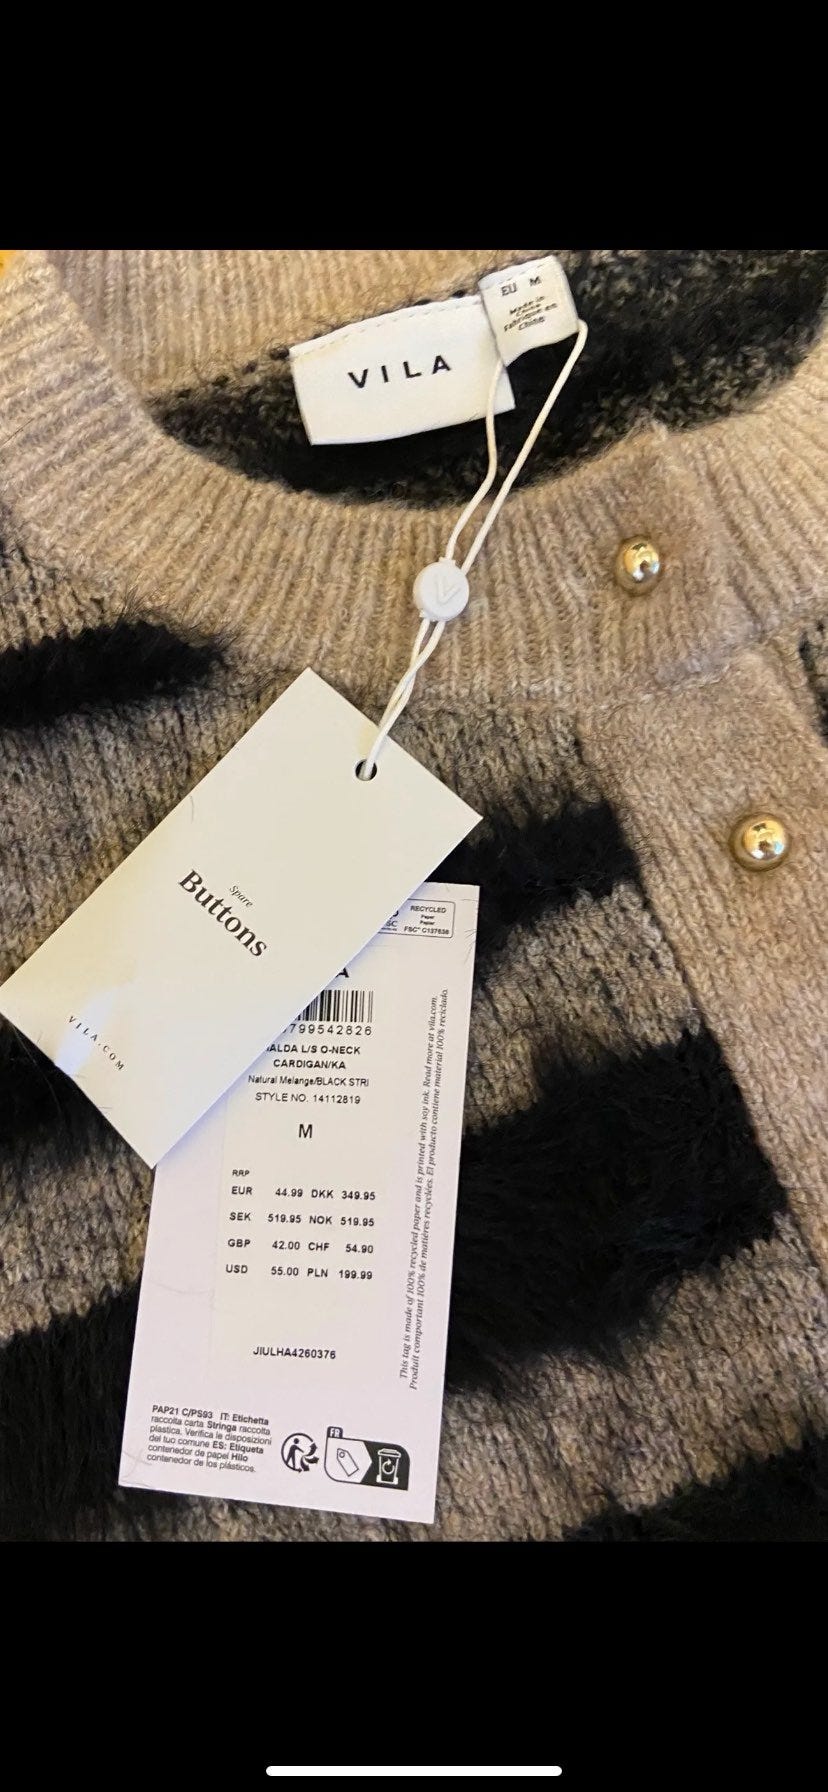 VILA
EU M
Made in
China
Fabriqué en
Chine
Spare
Buttons
VILA.COM
RECYCLED
Paper
Papier
FSC® C137638
A
799542826
ALDA L/S O-NECK
CARDIGAN/KA
Natural Melange/BLACK STRI
STYLE NO. 14112819
M
RRP
EUR 44.99 DKK 349.95
SEK 519.95 NOK 519.95
GBP 42.00 CHF 54.90
USD 55.00 PLN 199.99
JIULHA4260376
This tag is made of 100% recycled paper and is printed with soy ink. Read more at vila.com.
Produit comportant 100% de matières recyclées. El producto contiene material 100% reciclado.
PAP21 C/PS93 IT: Etichetta
raccolta carta Stringa raccolta
plastica. Verifica le disposizioni
del tuo comune ES: Etiqueta
contenedor de papel Hilo
contenedor de los plásticos.
FR